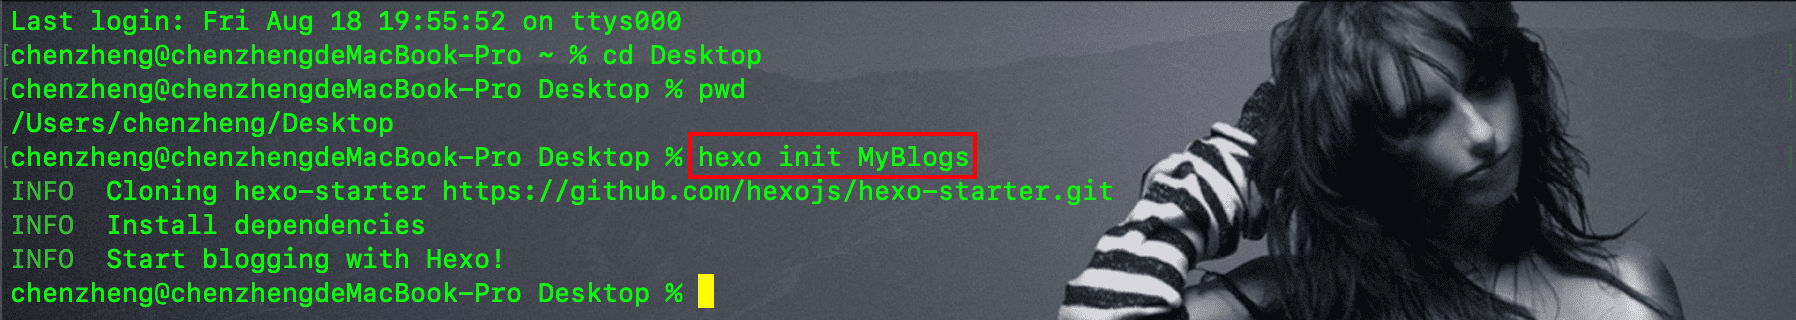 Last login: Fri Aug 18 19:55:52 on ttys000
[chenzheng@chenzhengdeMacBook-Pro ~ % cd Desktop
[chenzheng@chenzhengdeMacBook-Pro Desktop % pwd
/Users/chenzheng/Desktop
[chenzheng@chenzhengdeMacBook-Pro Desktop % hexo init MyBlogs
INFO  Cloning hexo-starter https://github.com/hexojs/hexo-starter.git
INFO  Install dependencies
INFO  Start blogging with Hexo!
chenzheng@chenzhengdeMacBook-Pro Desktop %